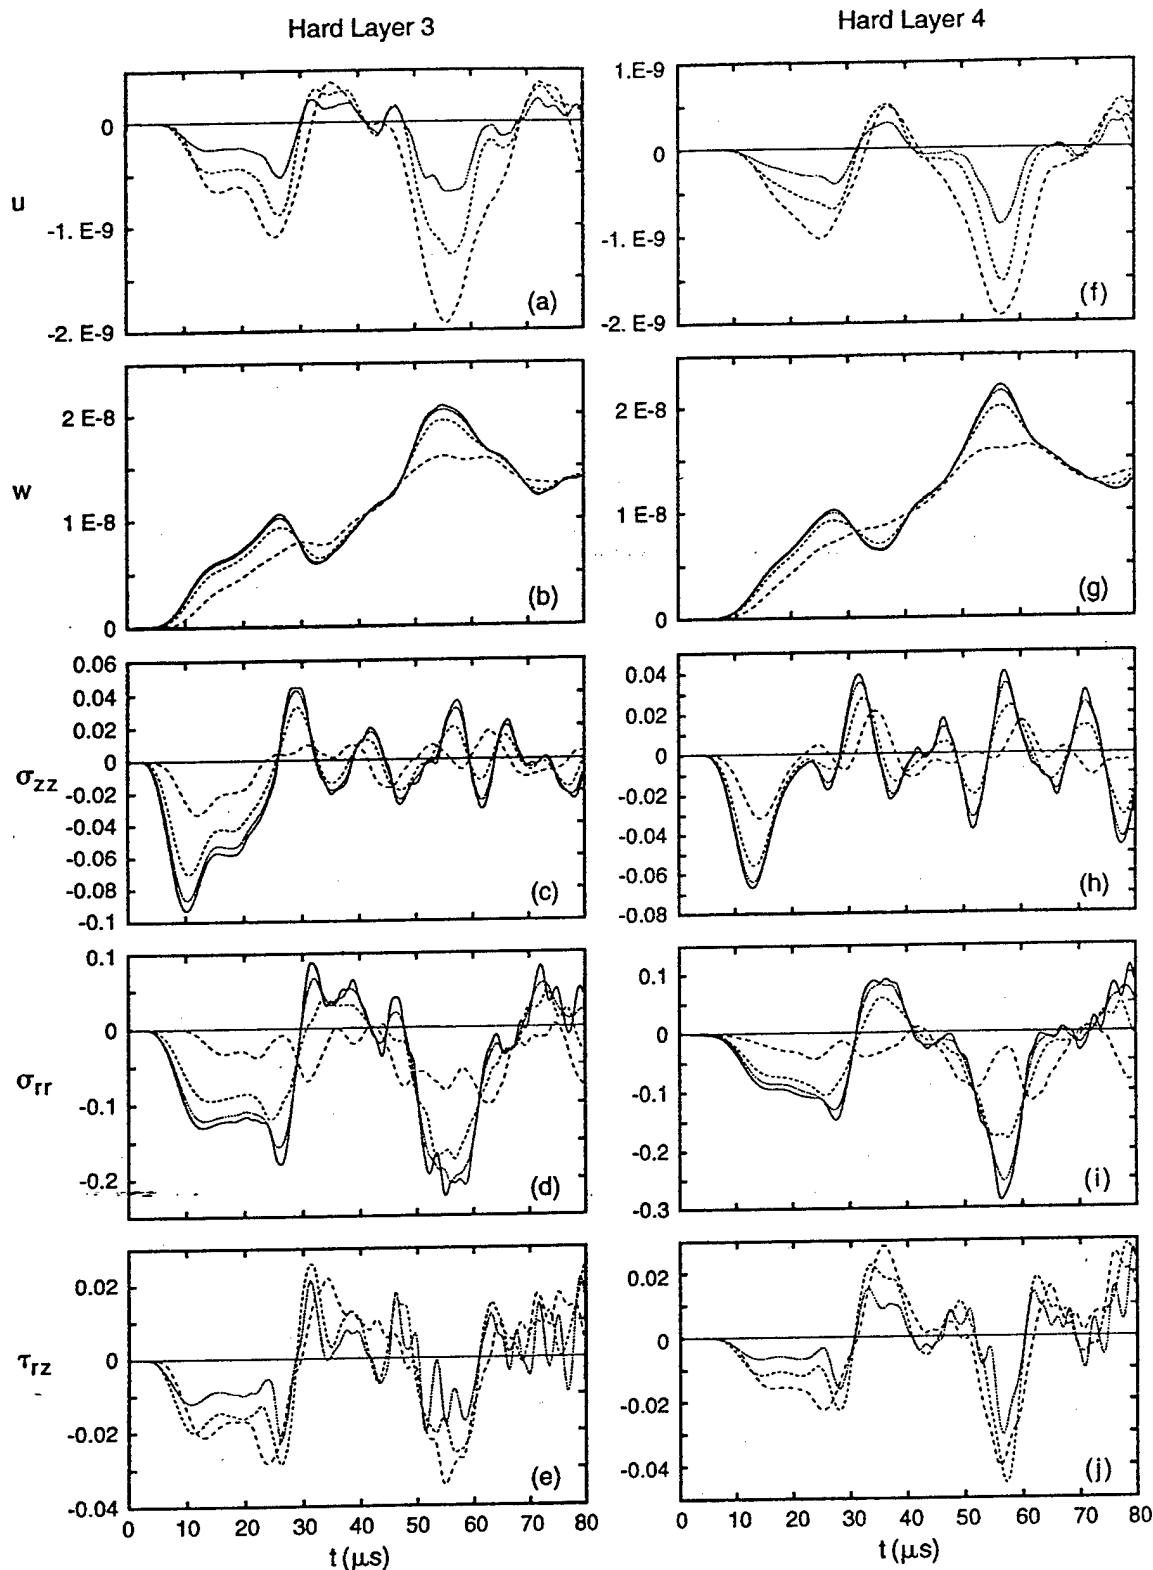 Hard Layer 3
Hard Layer 4
u
0
-1. E-9
-2. E-9
(a)
1.E-9
0
-1. E-9
-2. E-9
(f)
w
2 E-8
1 E-8
0
(b)
2 E-8
1 E-8
0
(g)
σzz
0.06
0.04
0.02
0
-0.02
-0.04
-0.06
-0.08
-0.1
(c)
0.04
0.02
0
-0.02
-0.04
-0.06
-0.08
(h)
σrr
0.1
0
-0.1
-0.2
(d)
0.1
0
-0.1
-0.2
-0.3
(i)
τrz
0.02
0
-0.02
-0.04
(e)
0.02
0
-0.02
-0.04
(j)
0 10 20 30 40 50 60 70 80
t (μs)
0 10 20 30 40 50 60 70 80
t (μs)